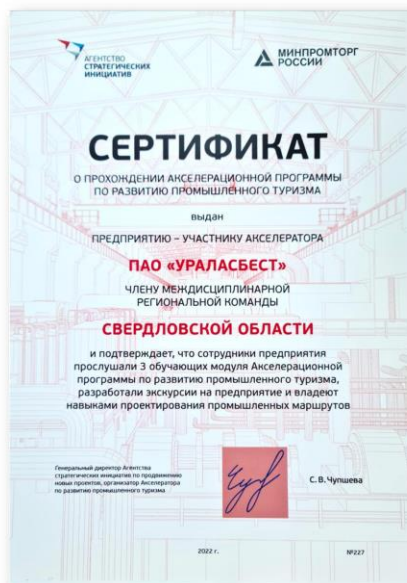 АГЕНТСТВО
СТРАТЕГИЧЕСКИХ
ИНИЦИАТИВ
МИНПРОМТОРГ
РОССИИ
СЕРТИФИКАТ
О ПРОХОЖДЕНИИ АКСЕЛЕРАЦИОННОЙ ПРОГРАММЫ
ПО РАЗВИТИЮ ПРОМЫШЛЕННОГО ТУРИЗМА
выдан
ПРЕДПРИЯТИЮ – УЧАСТНИКУ АКСЕЛЕРАТОРА
ПАО «УРАЛАСБЕСТ»
ЧЛЕНУ МЕЖДИСЦИПЛИНАРНОЙ
РЕГИОНАЛЬНОЙ КОМАНДЫ
СВЕРДЛОВСКОЙ ОБЛАСТИ
и подтверждает, что сотрудники предприятия
прослушали 3 обучающих модуля Акселерационной
программы по развитию промышленного туризма,
разработали экскурсии на предприятие и владеют
навыками проектирования промышленных маршрутов
Генеральный директор Агентства
стратегических инициатив по продвижению
новых проектов, организатор Акселератора
по развитию промышленного туризма
С. В. Чупшева
2022 г.
№227